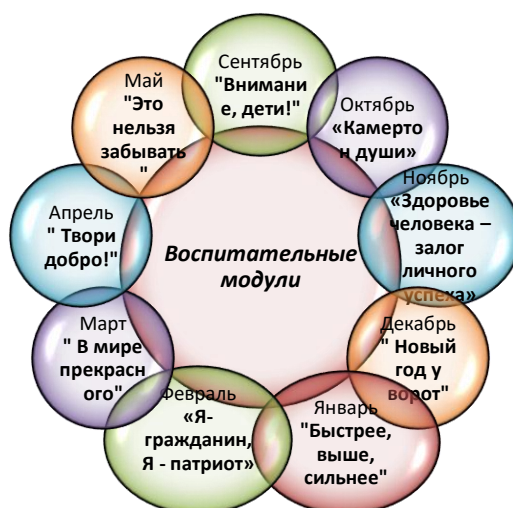 Сентябрь
"Внимани
е, дети!"
Октябрь
«Камерто
н души»
Ноябрь
«Здоровье
человека –
залог
личного
успеха»
Декабрь
" Новый
год у
ворот"
Январь
"Быстрее,
выше,
сильнее"
Февраль
«Я-
гражданин,
Я - патриот»
Март
" В мире
прекрасн
ого"
Апрель
" Твори
добро!"
Май
"Это
нельзя
забывать
"
Воспитательные
модули